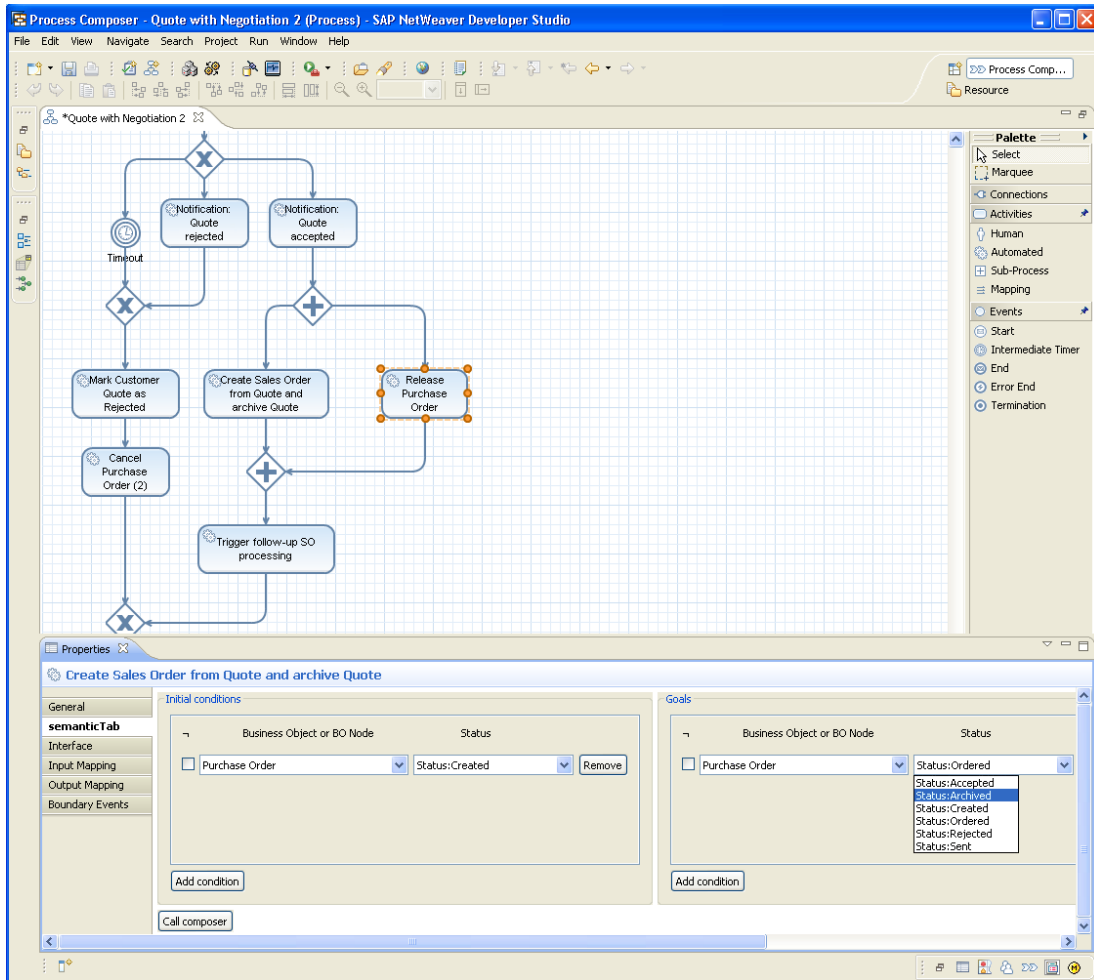 Process Composer - Quote with Negotiation 2 (Process) - SAP NetWeaver Developer Studio
File Edit View Navigate Search Project Run Window Help
Process Comp...
Resource
*Quote with Negotiation 2
Palette
Select
Marquee
Connections
Activities
Human
Automated
Sub-Process
Mapping
Events
Start
Intermediate Timer
End
Error End
Termination
Notification:
Quote
rejected
Notification:
Quote
accepted
Timeout
Mark Customer
Quote as
Rejected
Create Sales Order
from Quote and
archive Quote
Release
Purchase
Order
Cancel
Purchase
Order (2)
Trigger follow-up SO
processing
Properties
Create Sales Order from Quote and archive Quote
General
semanticTab
Interface
Input Mapping
Output Mapping
Boundary Events
Initial conditions
¬ Business Object or BO Node Status
Purchase Order Status:Created Remove
Add condition
Call composer
Goals
¬ Business Object or BO Node Status
Purchase Order Status:Ordered
Status:Accepted
Status:Archived
Status:Created
Status:Ordered
Status:Rejected
Status:Sent
Add condition